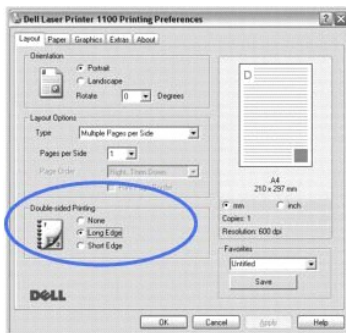 Dell Laser Printer 1100 Printing Preferences
Layout Paper Graphics Extras About
Orientation
Portrait
Landscape
Rotate 0 Degrees
Layout Options
Type Multiple Pages per Side
Pages per Side 1
Page Order Right, Then Down
Double-sided Printing
None
Long Edge
Short Edge
DELL
D
A4
210 x 297 mm
mm inch
Copies: 1
Resolution: 600 dpi
Favorites
Untitled
Save
OK Cancel Apply Help